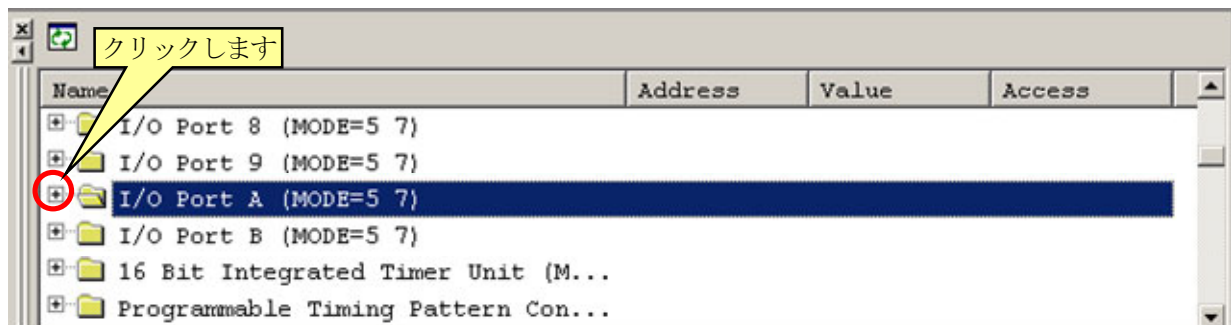 クリックします
Name Address Value Access
I/O Port 8 (MODE=5 7)
I/O Port 9 (MODE=5 7)
I/O Port A (MODE=5 7)
I/O Port B (MODE=5 7)
16 Bit Integrated Timer Unit (M...
Programmable Timing Pattern Con...